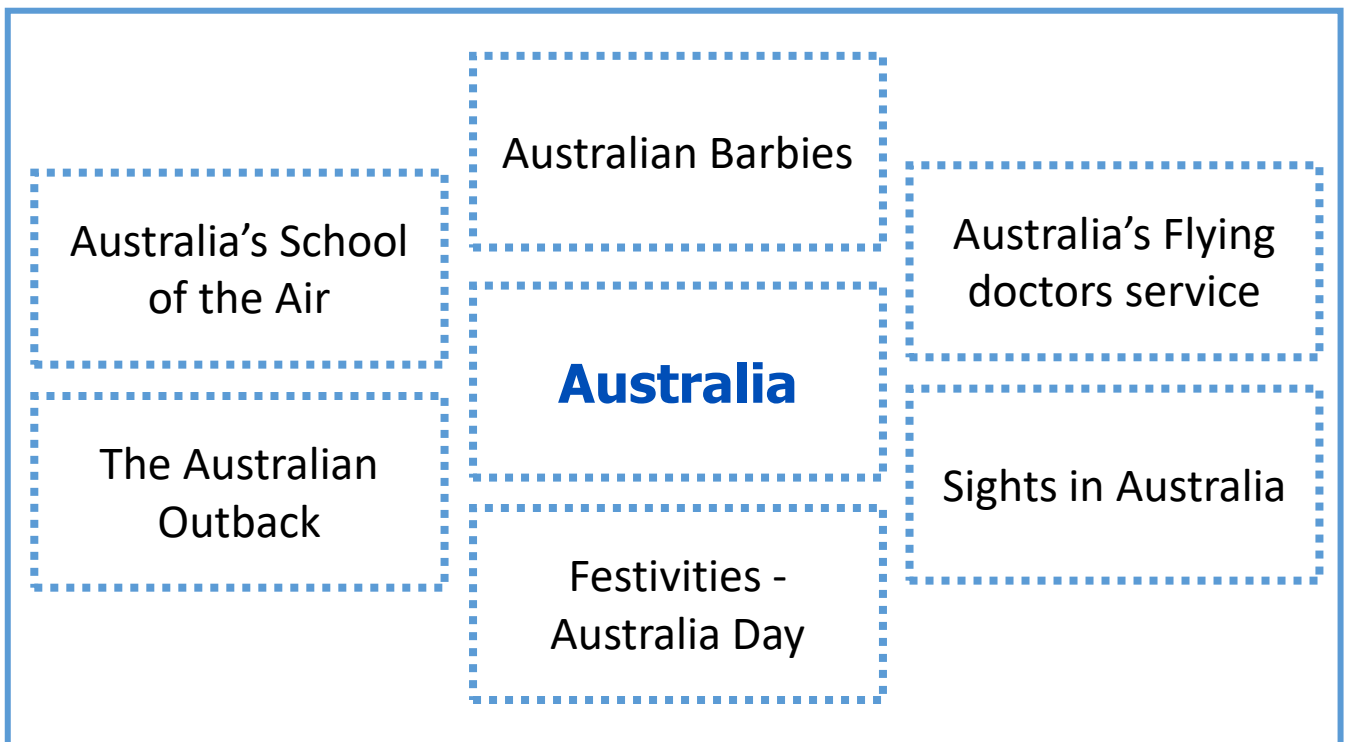 Australian Barbies
Australia’s School
of the Air
Australia’s Flying
doctors service
Australia
The Australian
Outback
Sights in Australia
Festivities -
Australia Day